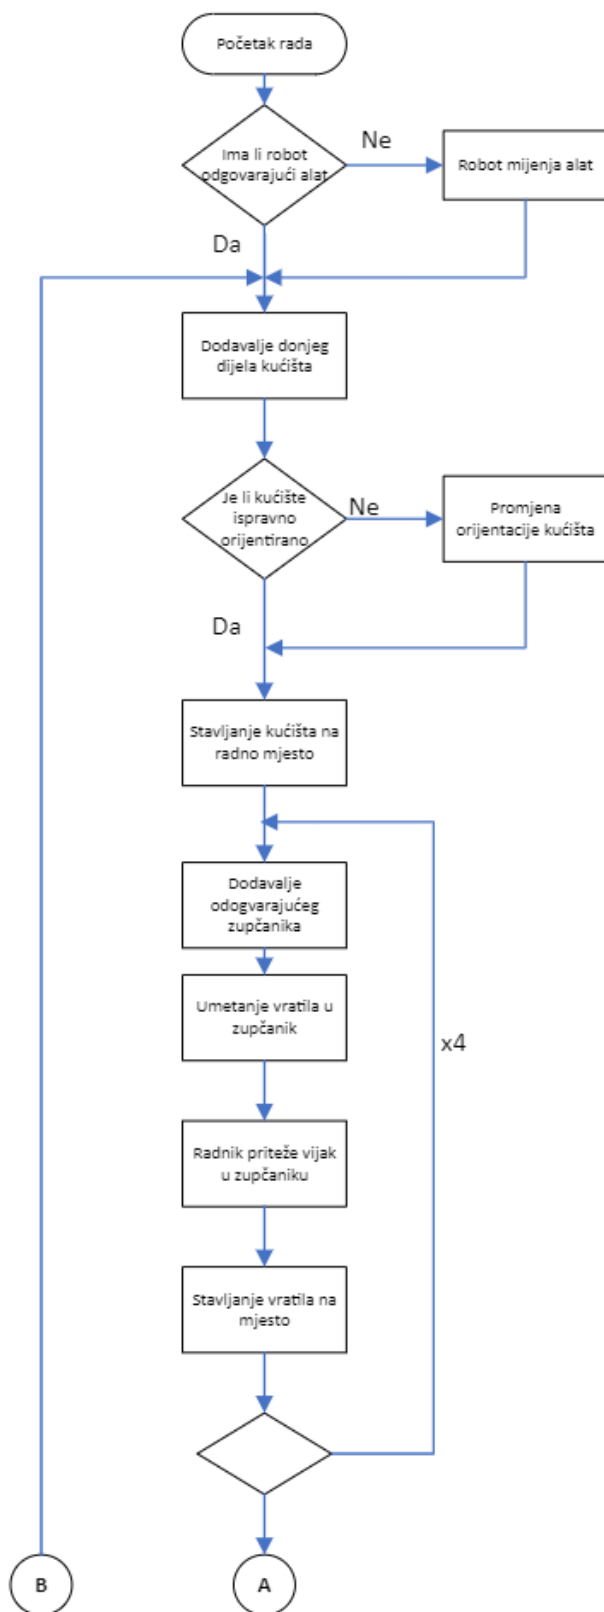 Početak rada
Ima li robot
odgovarajući alat
Ne
Robot mijenja alat
Da
Dodavalje donjeg
dijela kućišta
Je li kućište
ispravno
orijentirano
Ne
Promjena
orijentacije kućišta
Da
Stavljanje kućišta na
radno mjesto
Dodavalje
odogvarajućeg
zupčanika
Umetanje vratila u
zupčanik
x4
Radnik priteže vijak
u zupčaniku
Stavljanje vratila na
mjesto
B
A